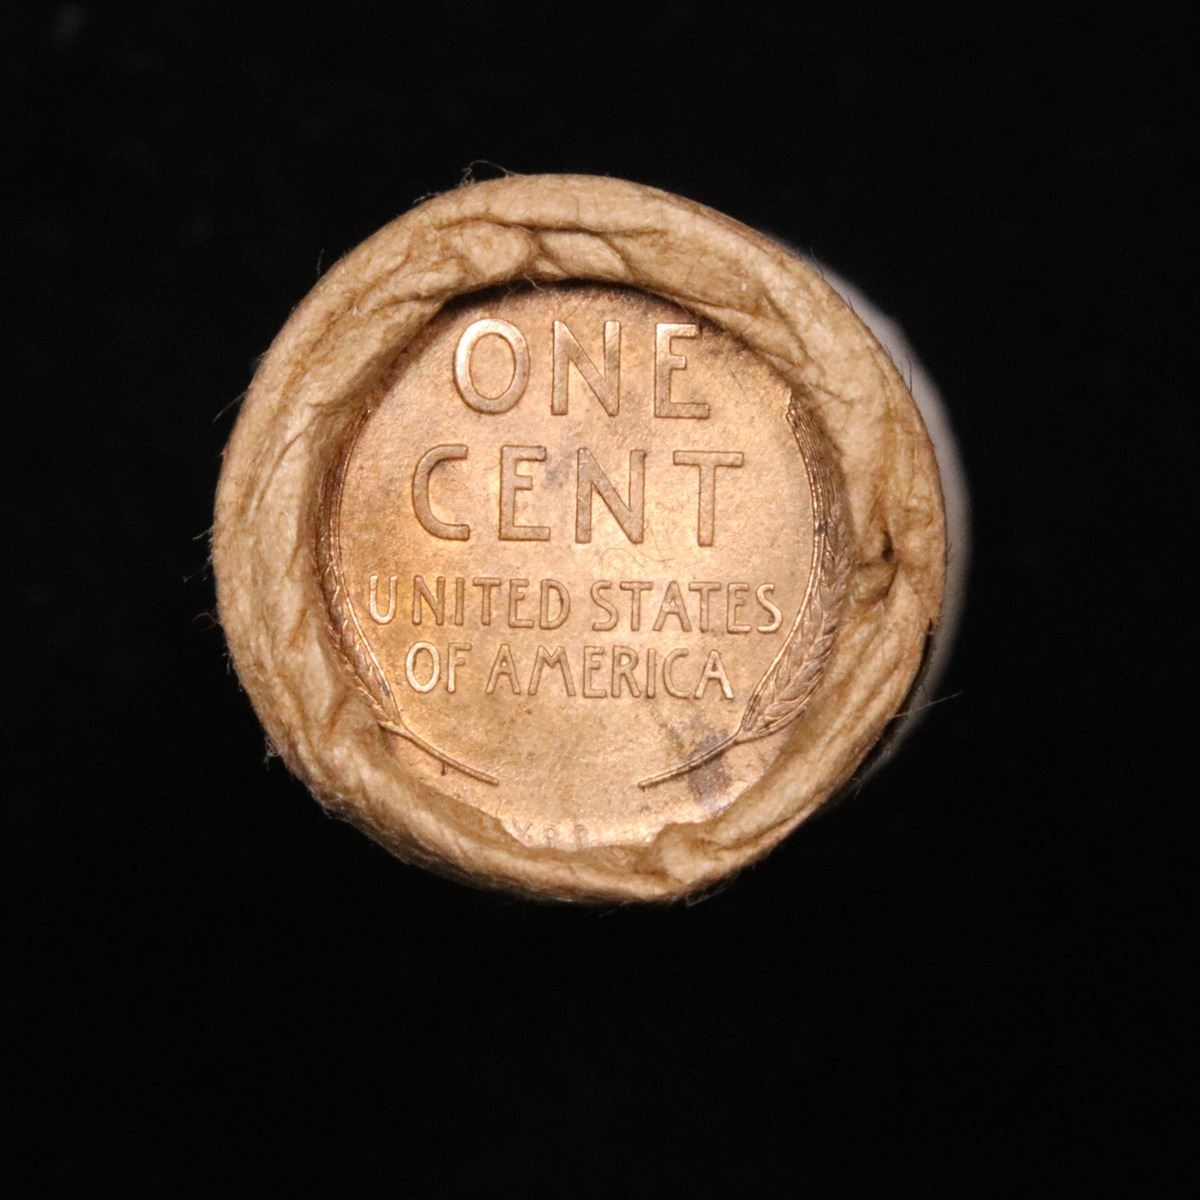 ONE
CENT
UNITED STATES
OF AMERICA